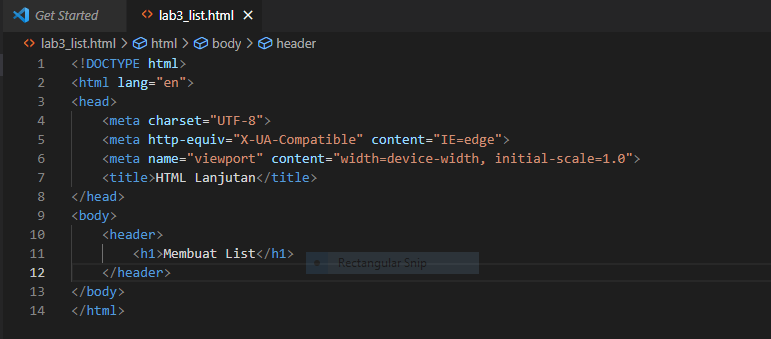 Get Started lab3_list.html
lab3_list.html > html > body > header
1 <!DOCTYPE html>
2 <html lang="en">
3 <head>
4 <meta charset="UTF-8">
5 <meta http-equiv="X-UA-Compatible" content="IE=edge">
6 <meta name="viewport" content="width=device-width, initial-scale=1.0">
7 <title>HTML Lanjutan</title>
8 </head>
9 <body>
10 <header>
11 <h1>Membuat List</h1>
Rectangular Snip
12 </header>
13 </body>
14 </html>